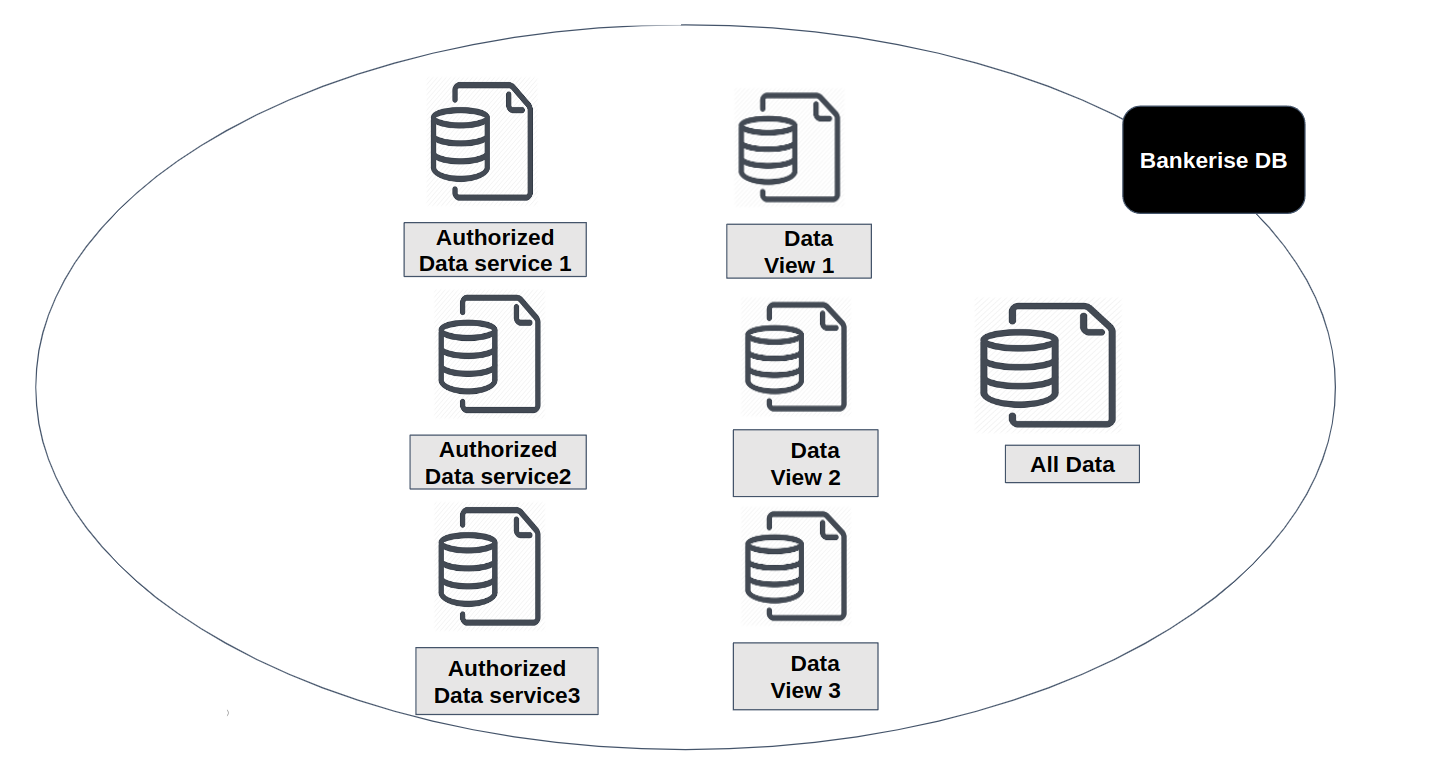 Bankerise DB
Authorized
Data service 1
Data
View 1
Authorized
Data service2
Data
View 2
All Data
Authorized
Data service3
Data
View 3